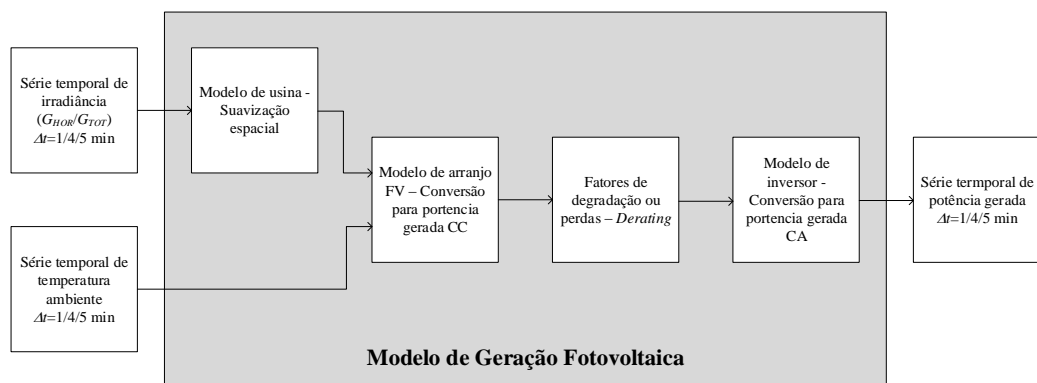 Série temporal de
irradiância
(G_HOR/G_TOT)
Δt=1/4/5 min
Modelo de usina -
Suavização
espacial
Série temporal de
temperatura
ambiente
Δt=1/4/5 min
Modelo de arranjo
FV – Conversão
para portencia
gerada CC
Fatores de
degradação ou
perdas – Derating
Modelo de
inversor -
Conversão para
portencia gerada
CA
Série termporal de
potência gerada
Δt=1/4/5 min
Modelo de Geração Fotovoltaica